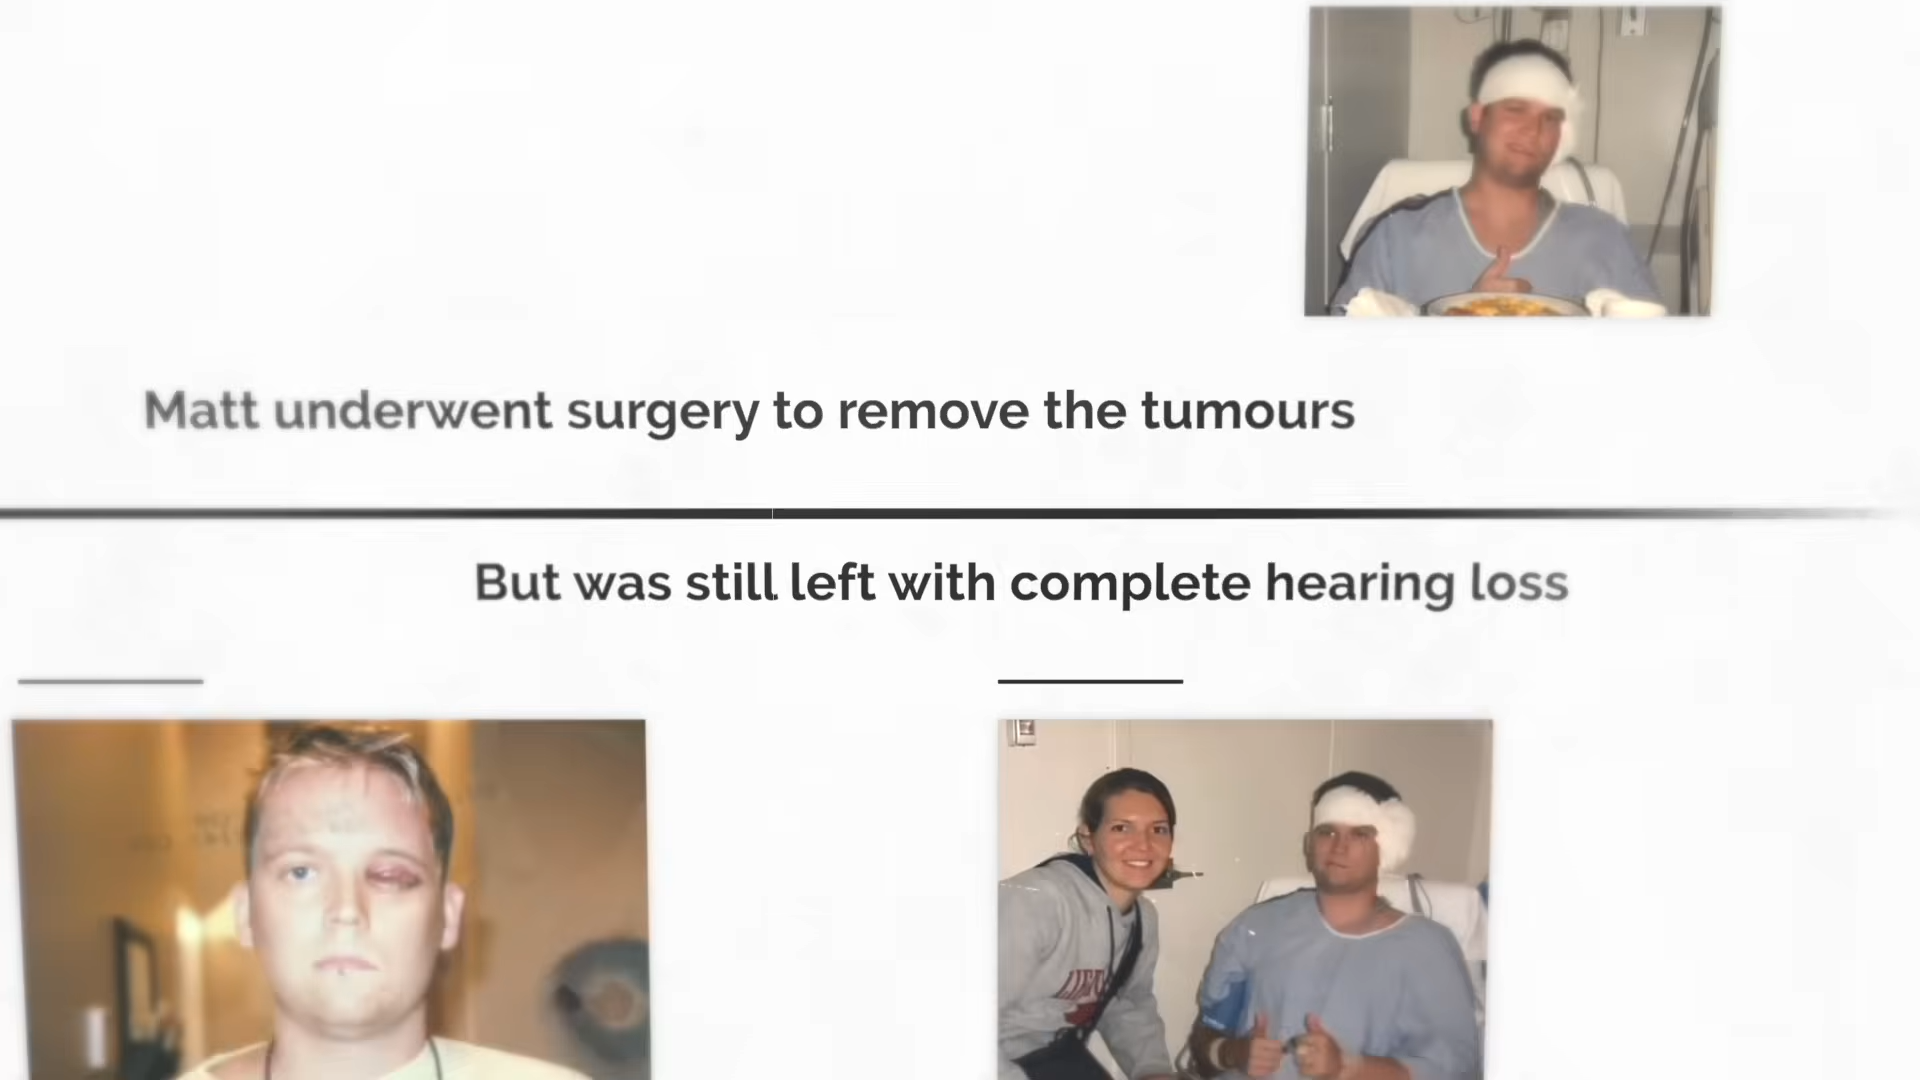 Matt underwent surgery to remove the tumours
But was still left with complete hearing loss